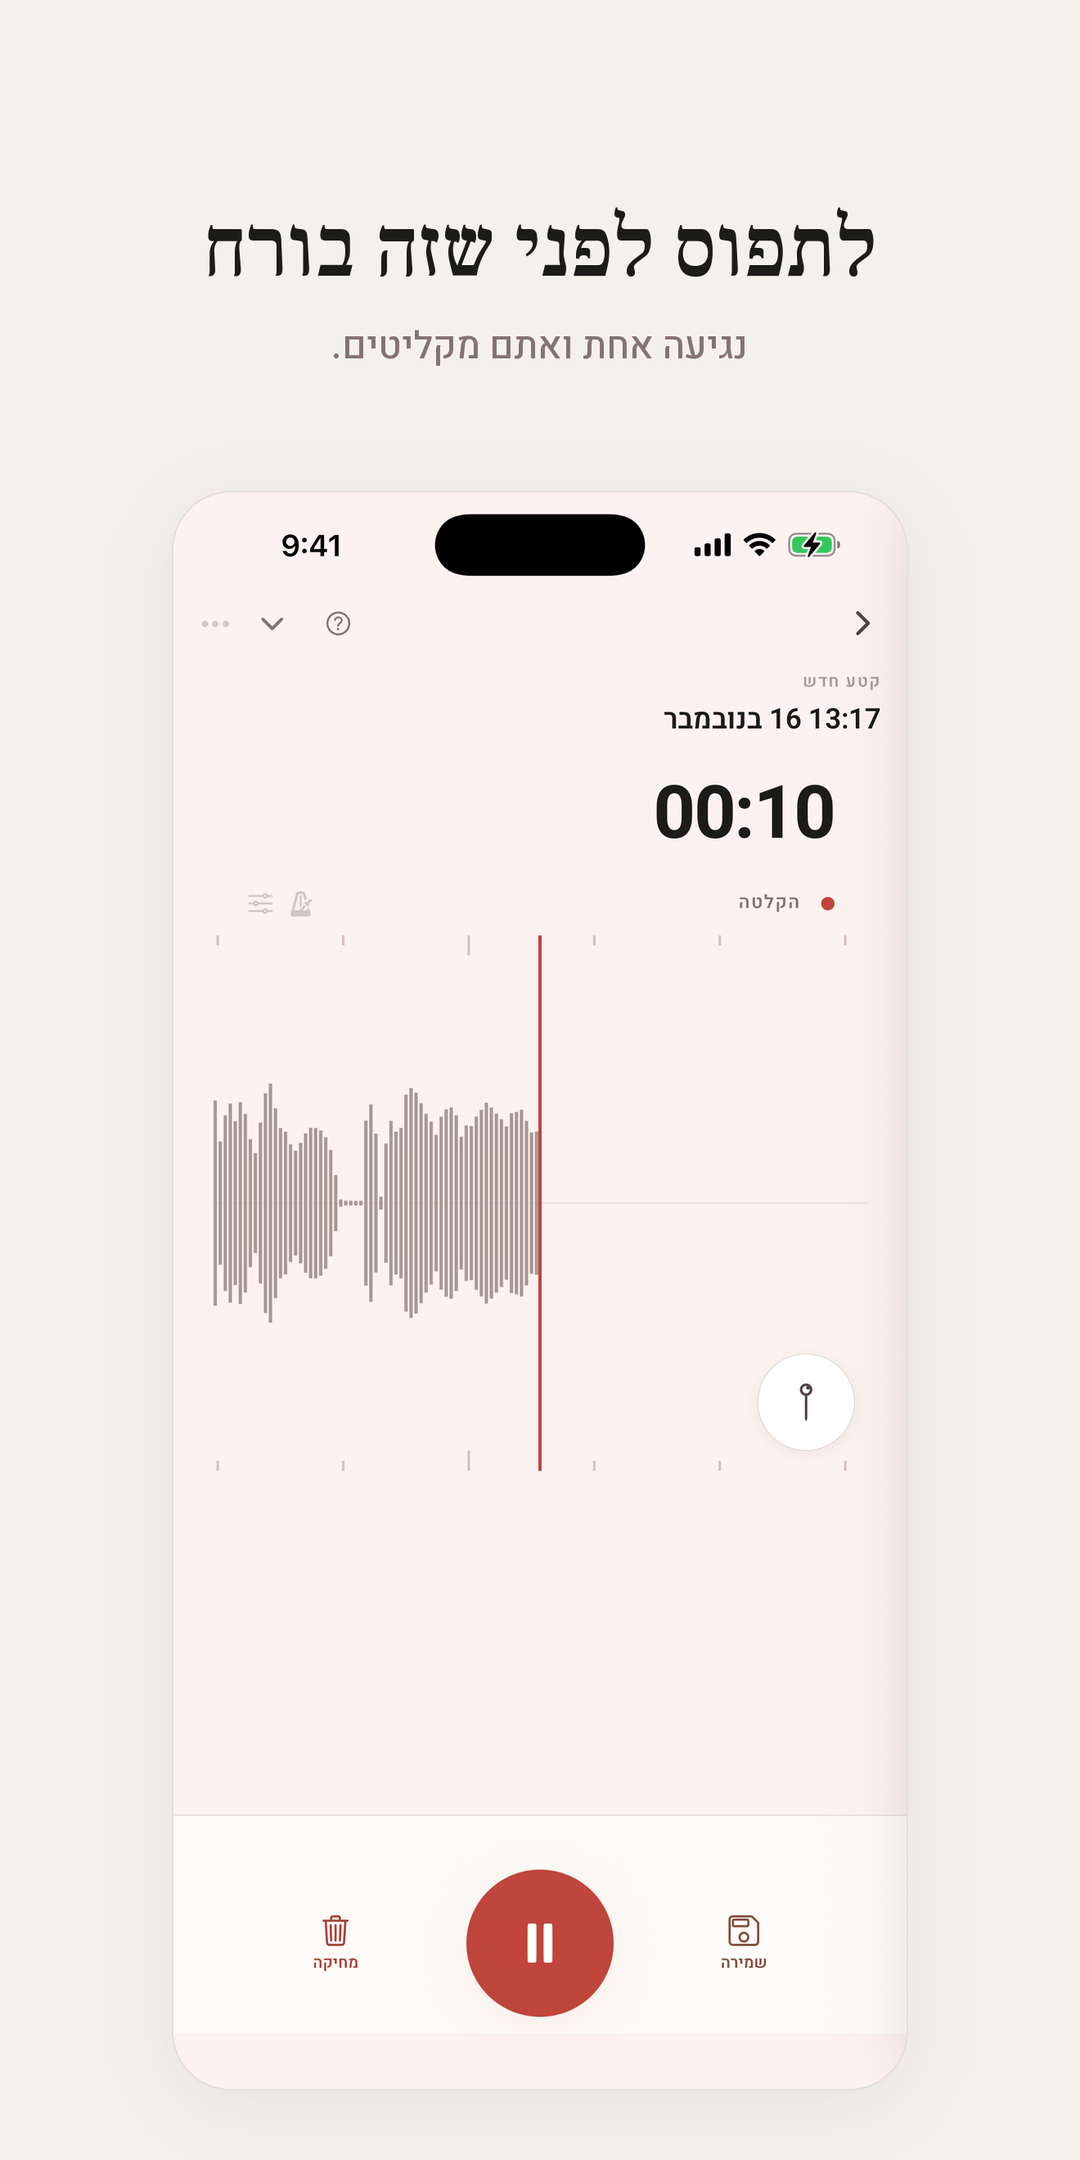 לתפוס לפני שזה בורח
נגיעה אחת ואתם מקליטים.
9:41
קטע חדש
13:17 16 בנובמבר
00:10
הקלטה
שמירה
מחיקה